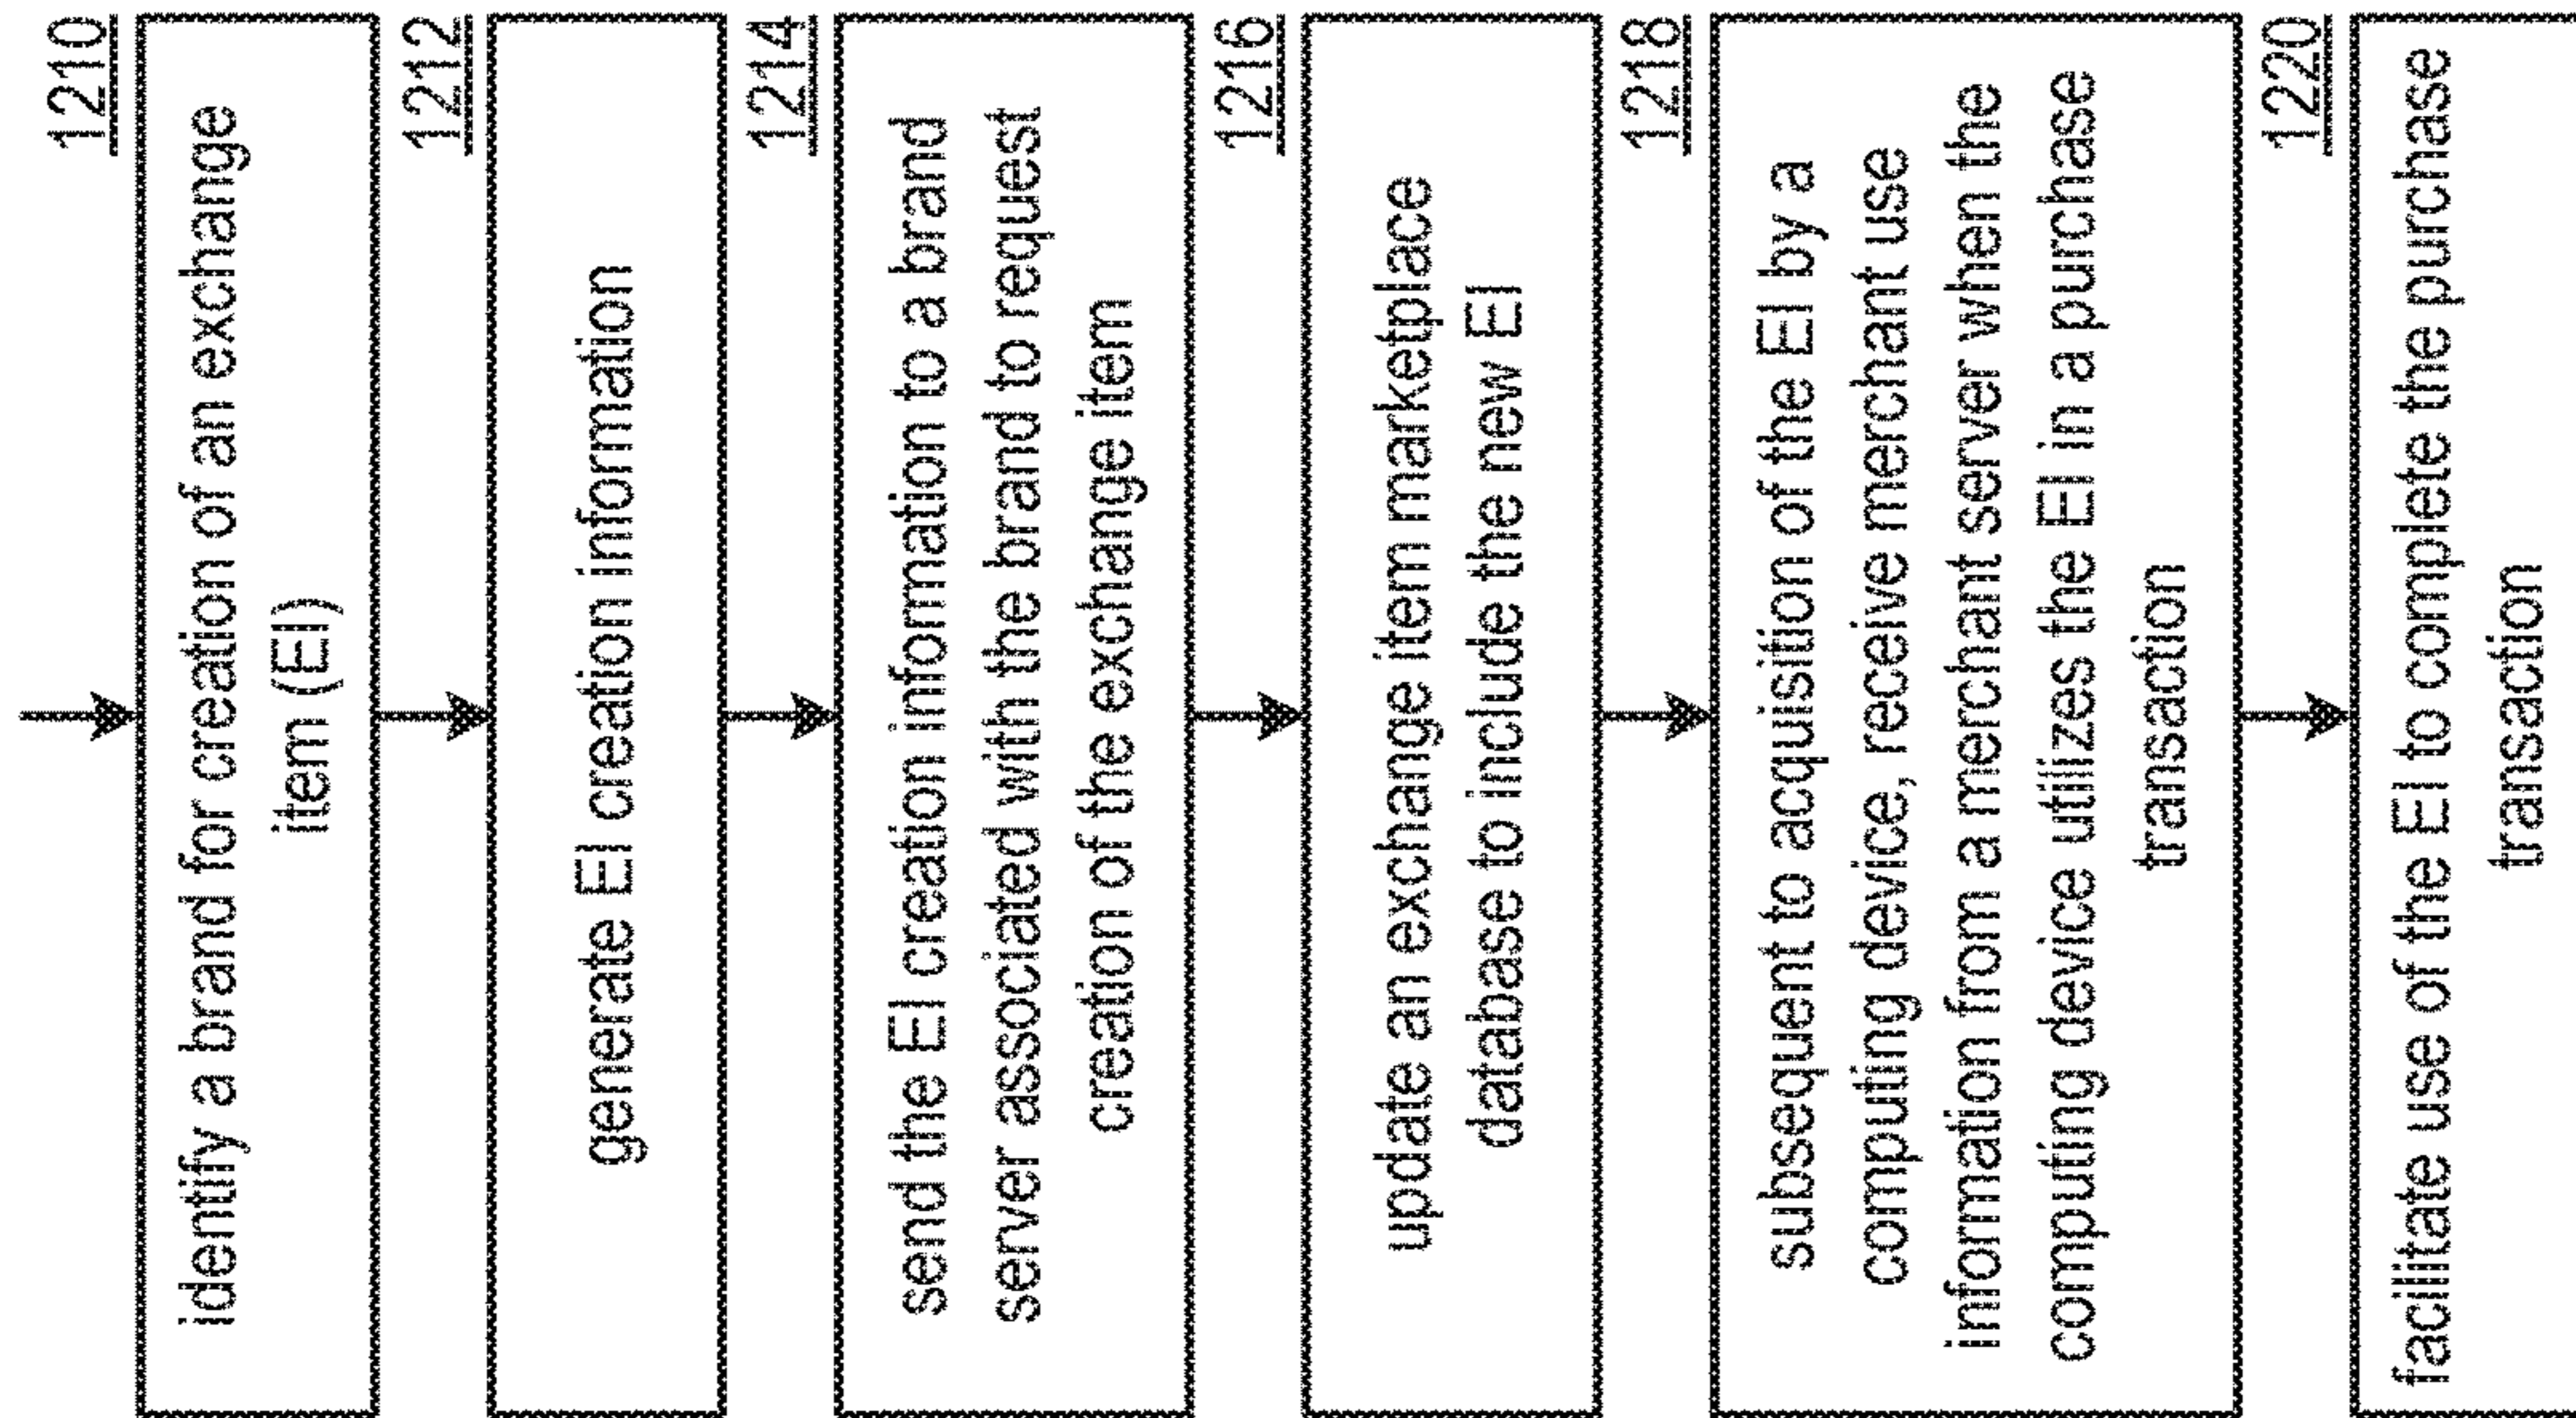 1210
identify a brand for creation of an exchange
item (EI)
1212
generate EI creation information
1214
send the EI creation information to a brand
server associated with the brand to request
creation of the exchange item
1216
update an exchange item marketplace
database to include the new EI
1218
subsequent to acquisition of the EI by a
computing device, receive merchant use
information from a merchant server when the
computing device utilizes the EI in a purchase
transaction
1220
facilitate use of the EI to complete the purchase
transaction